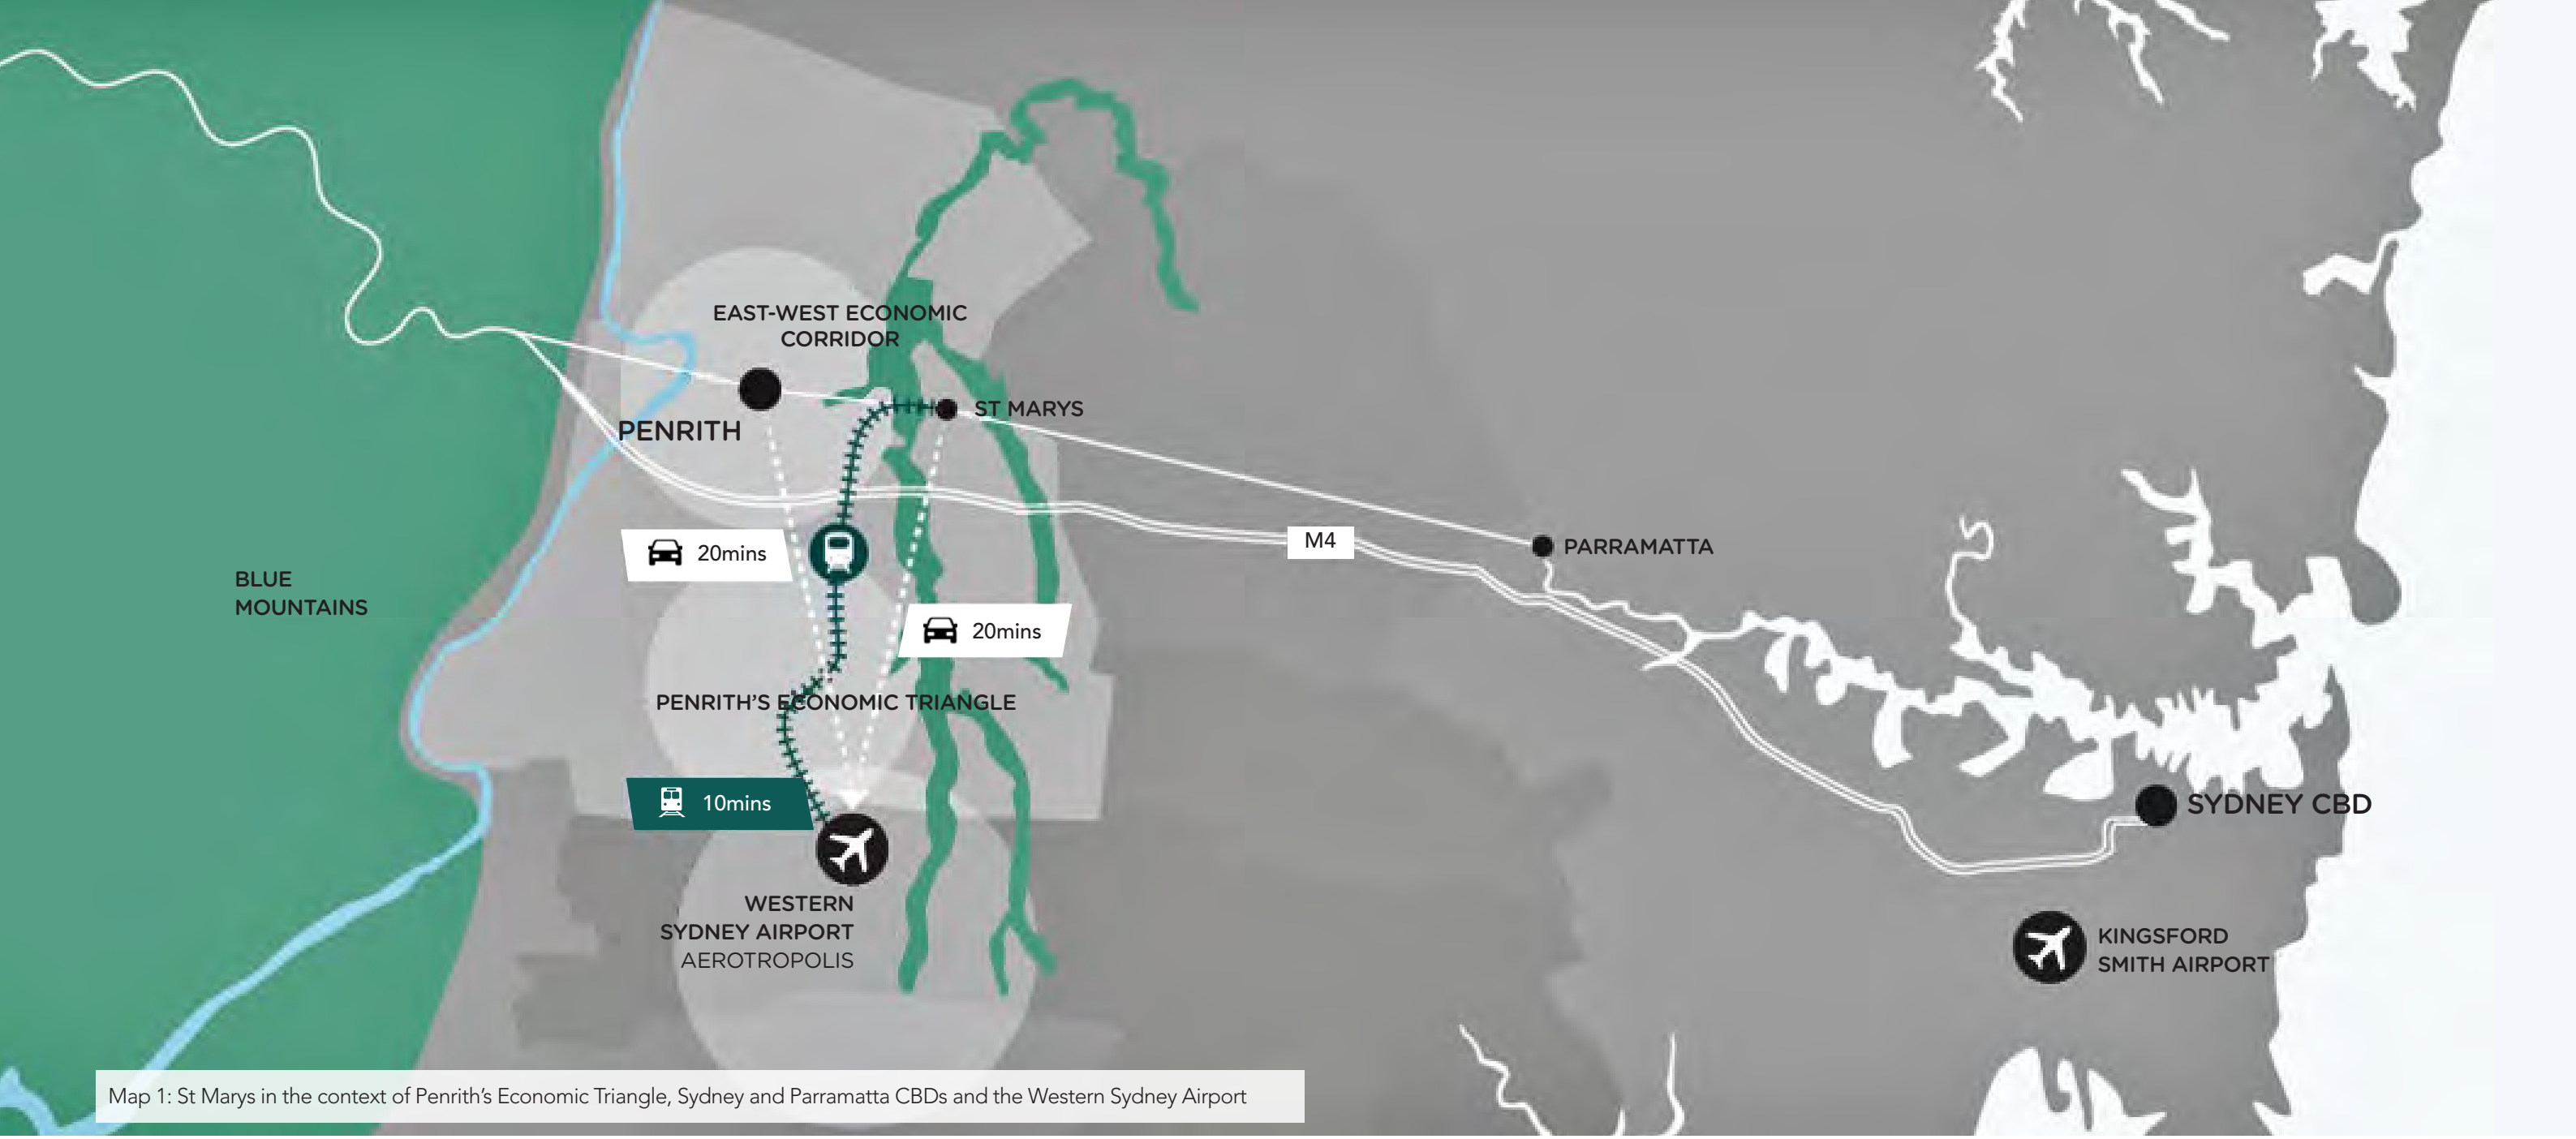 EAST-WEST ECONOMIC
CORRIDOR
PENRITH
ST MARYS
M4
PARRAMATTA
20mins
BLUE
MOUNTAINS
20mins
PENRITH'S ECONOMIC TRIANGLE
10mins
SYDNEY CBD
WESTERN
SYDNEY AIRPORT
AEROTROPOLIS
KINGSFORD
SMITH AIRPORT
Map 1: St Marys in the context of Penrith's Economic Triangle, Sydney and Parramatta CBDs and the Western Sydney Airport